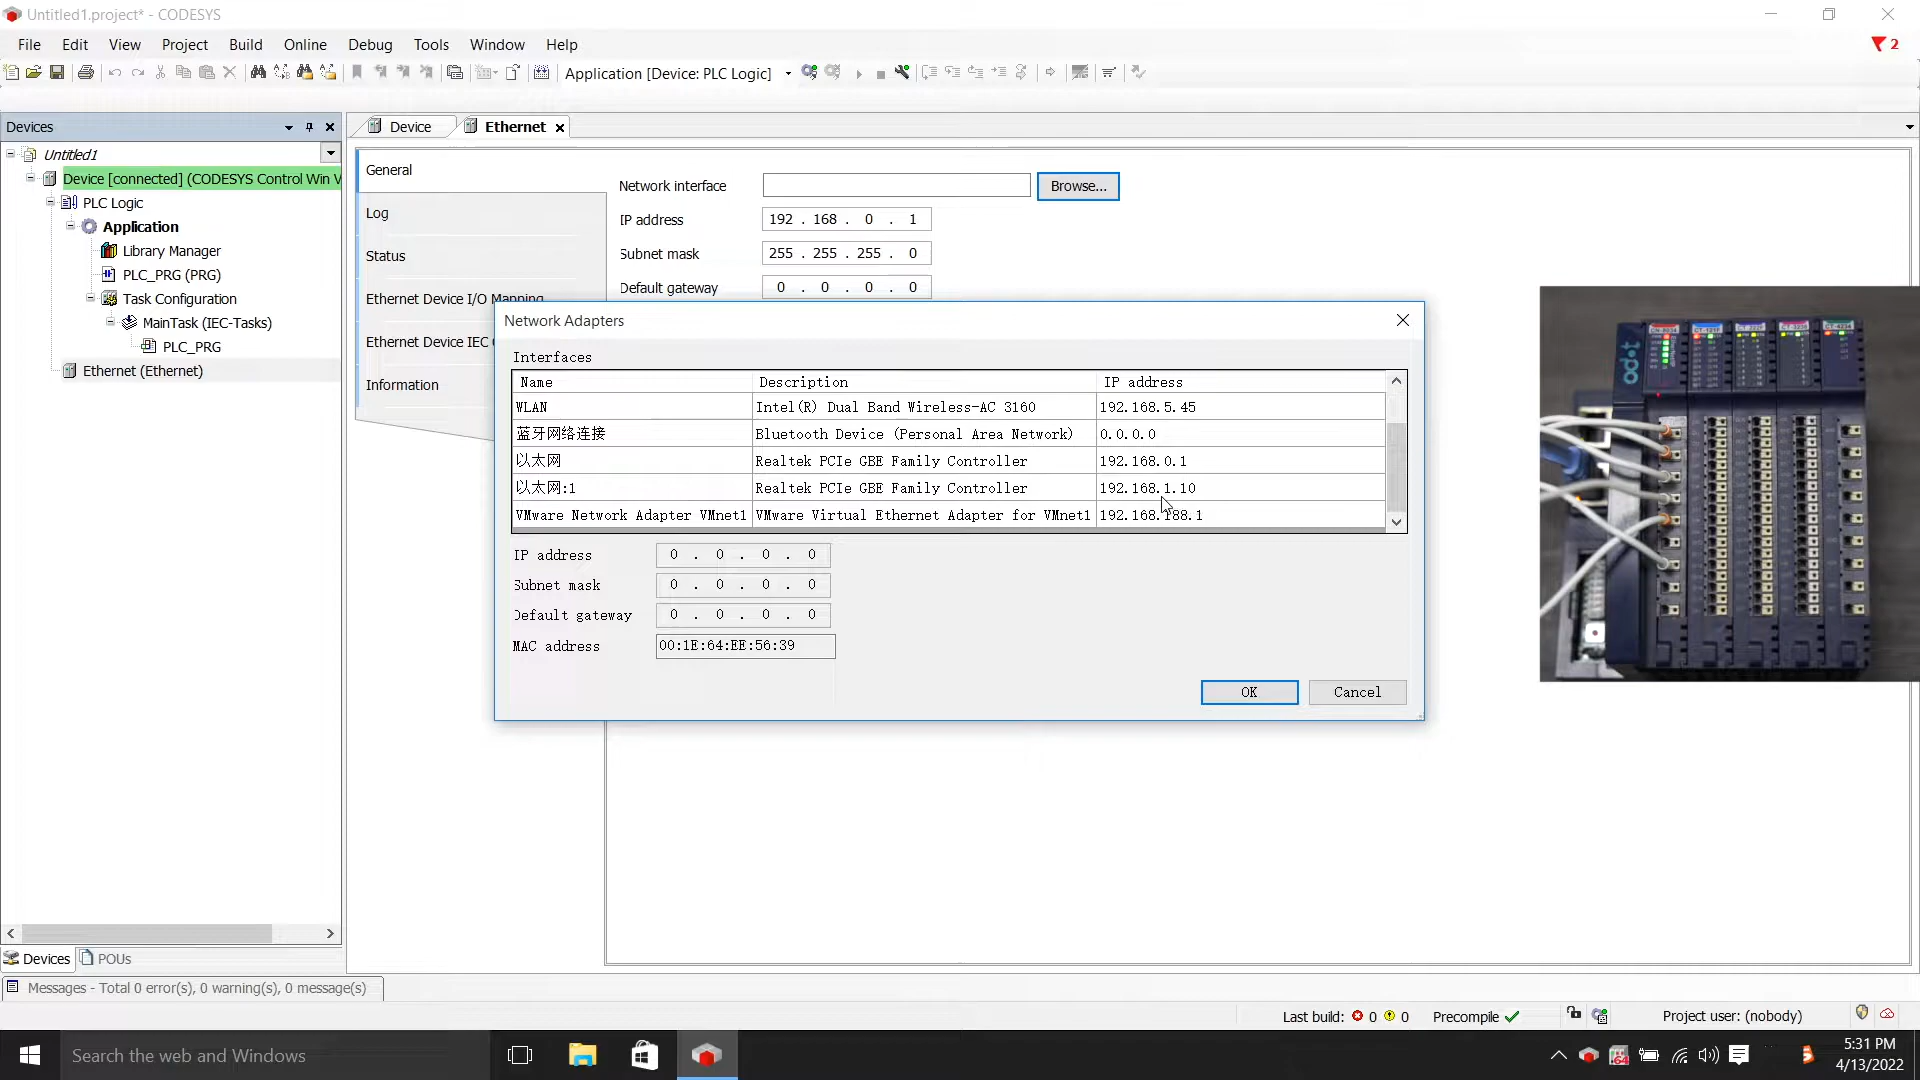 Untitled1.project* - CODESYS
File Edit View Project Build Online Debug Tools Window Help
2
Application [Device: PLC Logic]
Devices
Device
Ethernet
Untitled1
Device [connected] (CODESYS Control Win V
PLC Logic
Application
Library Manager
PLC_PRG (PRG)
Task Configuration
MainTask (IEC-Tasks)
PLC_PRG
Ethernet (Ethernet)
General
Log
Status
Ethernet Device I/O Mapping
Ethernet Device IEC
Information
Network interface
Browse...
IP address 192 . 168 . 0 . 1
Subnet mask 255 . 255 . 255 . 0
Default gateway 0 . 0 . 0 . 0
Network Adapters
Interfaces
Name Description IP address
WLAN Intel(R) Dual Band Wireless-AC 3160 192.168.5.45
蓝牙网络连接 Bluetooth Device (Personal Area Network) 0.0.0.0
以太网 Realtek PCIe GBE Family Controller 192.168.0.1
以太网:1 Realtek PCIe GBE Family Controller 192.168.1.10
VMware Network Adapter VMnet1 VMware Virtual Ethernet Adapter for VMnet1 192.168.188.1
IP address 0 . 0 . 0 . 0
Subnet mask 0 . 0 . 0 . 0
Default gateway 0 . 0 . 0 . 0
MAC address 00:1E:64:EE:56:39
OK Cancel
odot
Devices POUs
Messages - Total 0 error(s), 0 warning(s), 0 message(s)
Last build: 0 0 Precompile Project user: (nobody)
Search the web and Windows
5:31 PM
4/13/2022